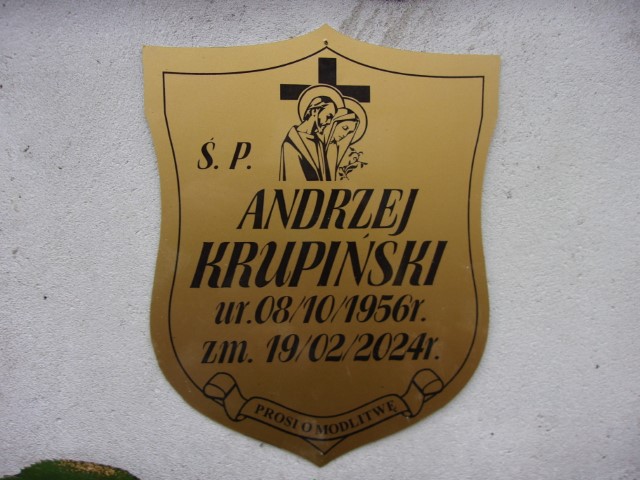 Ś. P.
ANDRZEJ
KRUPIŃSKI
ur.08/10/1956r.
zm. 19/02/2024r.
PROSI O MODLITWĘ